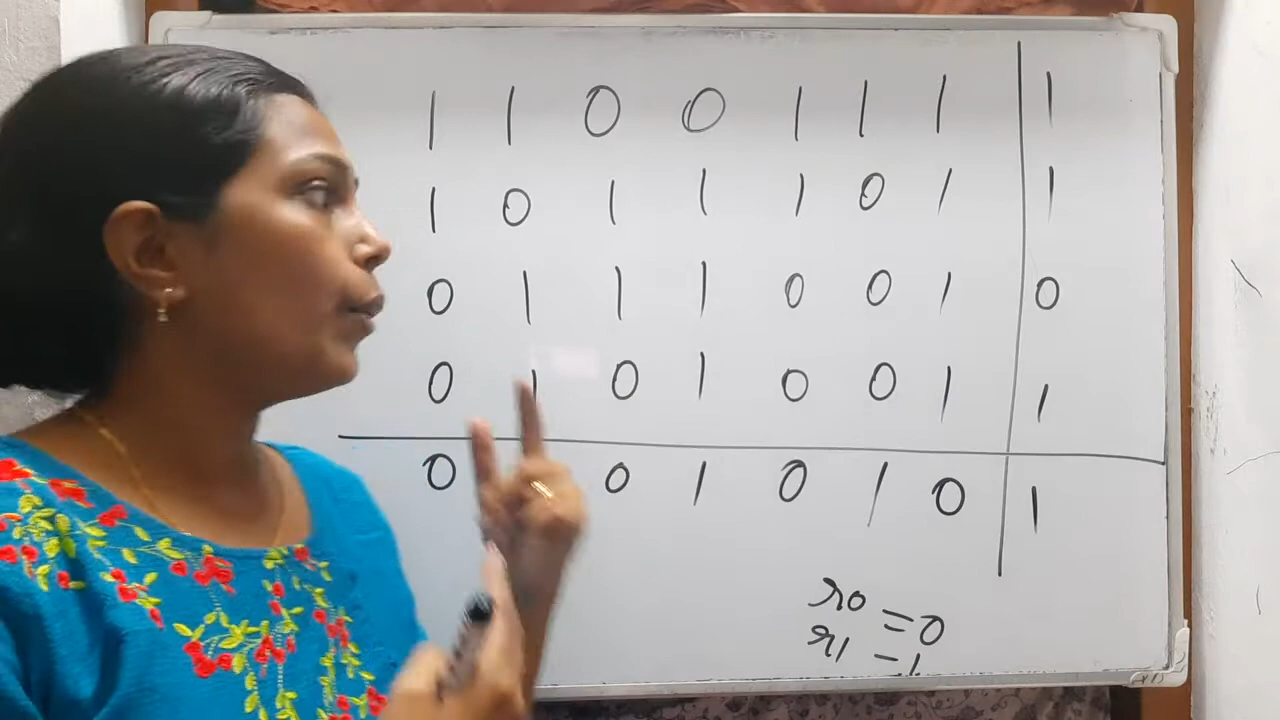 1 1 0 0 1 1 1 1
1 0 1 1 1 0 1 1
0 1 1 1 0 0 1 0
0 1 0 1 0 0 1 1
0 0 1 0 1 0 1
r0 = 0
r1 = 1